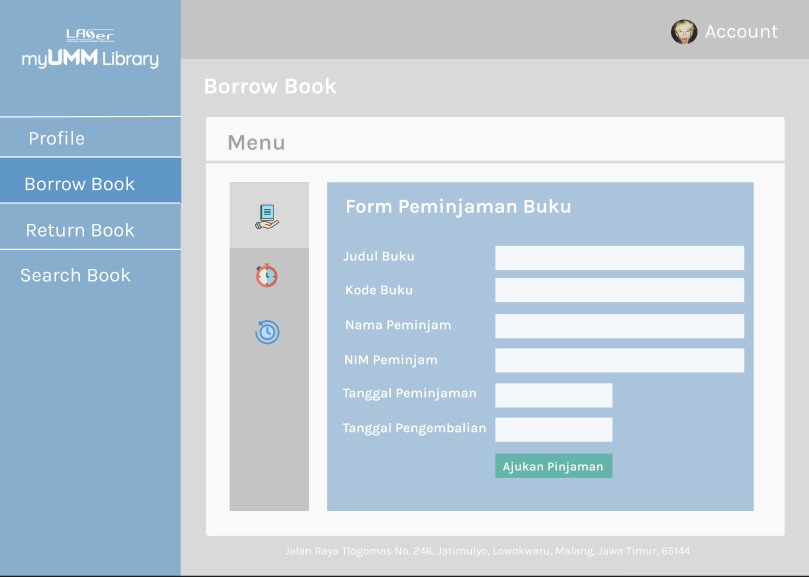 LASer
myUMM Library
Account
Profile
Borrow Book
Return Book
Search Book
Borrow Book
Menu
Form Peminjaman Buku
Judul Buku
Kode Buku
Nama Peminjam
NIM Peminjam
Tanggal Peminjaman
Tanggal Pengembalian
Ajukan Pinjaman
Jalan Raya Tlogomas No. 246, Jatimulyo, Lowokwaru, Malang, Jawa Timur, 65144